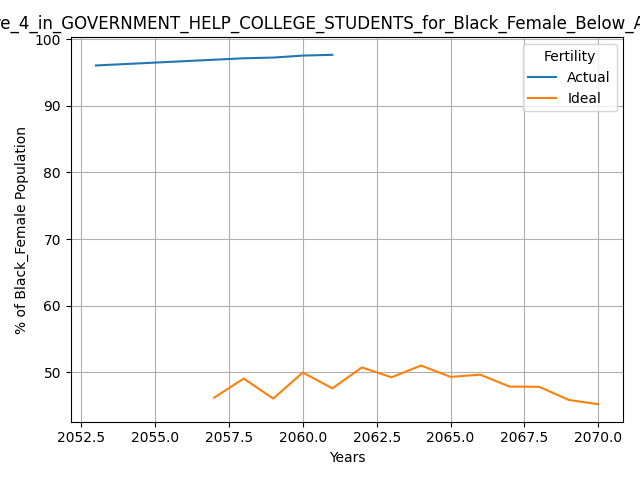 re_4_in_GOVERNMENT_HELP_COLLEGE_STUDENTS_for_Black_Female_Below_A
100
90
80
70
60
50
% of Black_Female Population
Fertility
Actual
Ideal
2052.5 2055.0 2057.5 2060.0 2062.5 2065.0 2067.5 2070.0
Years